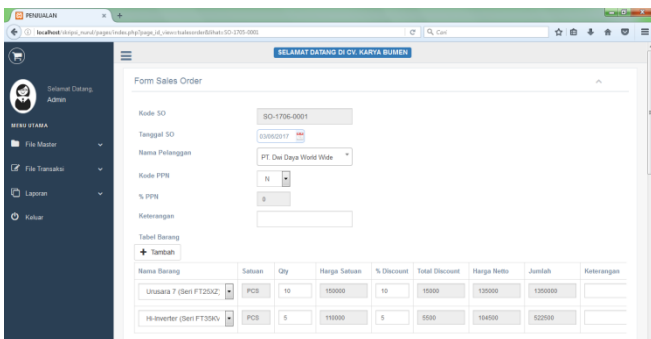 PENJUALAN
localhost/skripsi_nurul/pages/index.php?page_id_view=tsalesorder&lihat=SO-1705-0001
Cari
SELAMAT DATANG DI CV. KARYA BUMEN
Selamat Datang,
Admin
MENU UTAMA
File Master
File Transaksi
Laporan
Keluar
Form Sales Order
Kode SO SO-1706-0001
Tanggal SO 03/06/2017
Nama Pelanggan PT. Dwi Daya World Wide
Kode PPN N
% PPN 0
Keterangan
Tabel Barang
+ Tambah
Nama Barang Satuan Qty Harga Satuan % Discount Total Discount Harga Netto Jumlah Keterangan
Urusara 7 (Seri FT25XZ) PCS 10 150000 10 15000 135000 1350000
Hi-Inverter (Seri FT35KV PCS 5 110000 5 5500 104500 522500